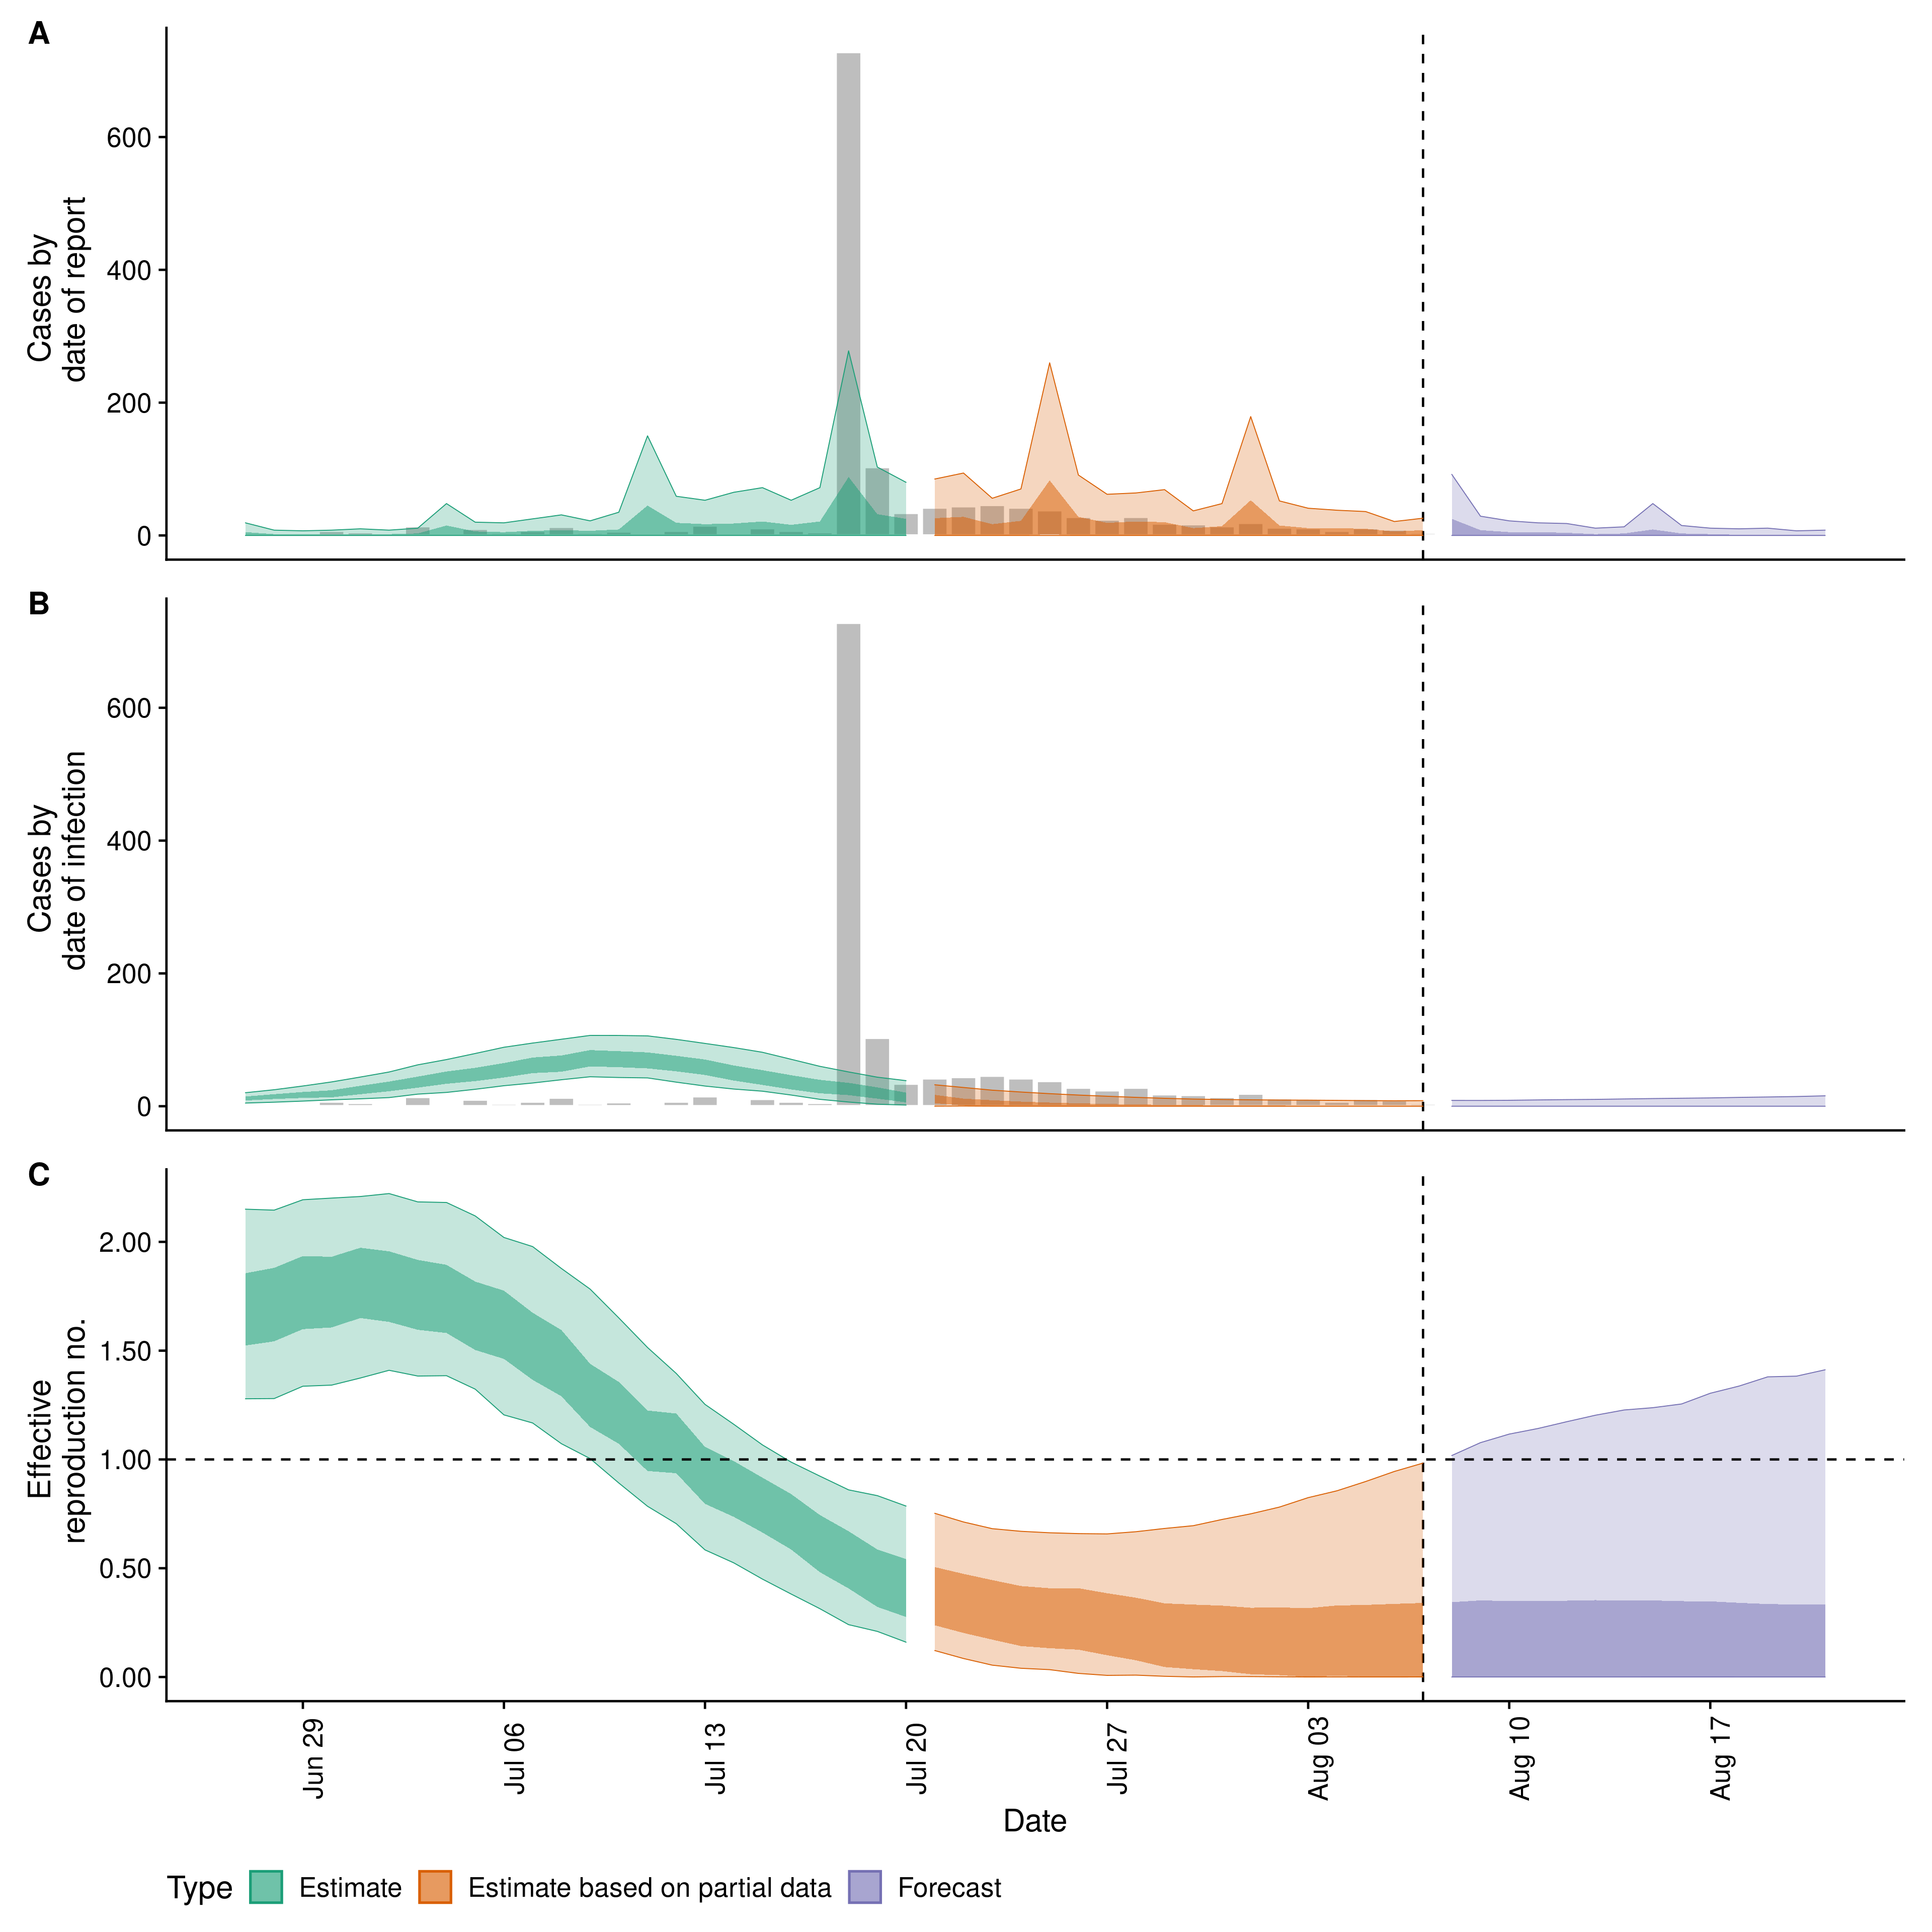 A
Cases by
date of report
600
400
200
0
B
Cases by
date of infection
600
400
200
0
C
Effective
reproduction no.
2.00
1.50
1.00
0.50
0.00
Jun 29
Jul 06
Jul 13
Jul 20
Jul 27
Aug 03
Aug 10
Aug 17
Date
Type Estimate Estimate based on partial data Forecast